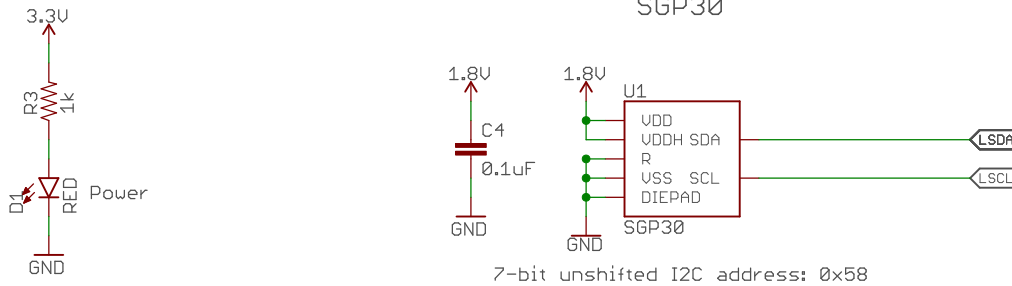 SGP30
3.3V
R3
1k
D1
RED
Power
GND
1.8V
C4
0.1uF
GND
1.8V
U1
VDD
VDDH SDA
R
VSS SCL
DIEPAD
SGP30
GND
LSDA
LSCL
7-bit unshifted I2C address: 0x58